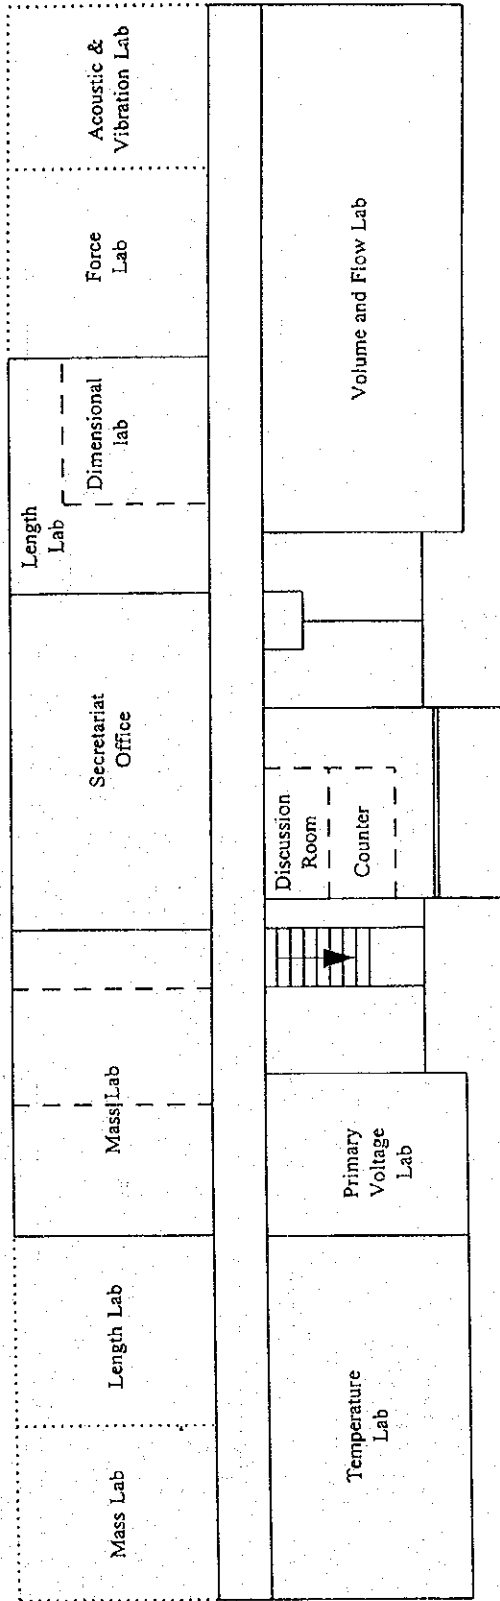 Mass Lab
Length Lab
Mass Lab
Secretariat
Office
Length
Lab
Dimensional
lab
Force
Lab
Acoustic &
Vibration Lab
Temperature
Lab
Primary
Voltage
Lab
Discussion
Room
Counter
Volume and Flow Lab